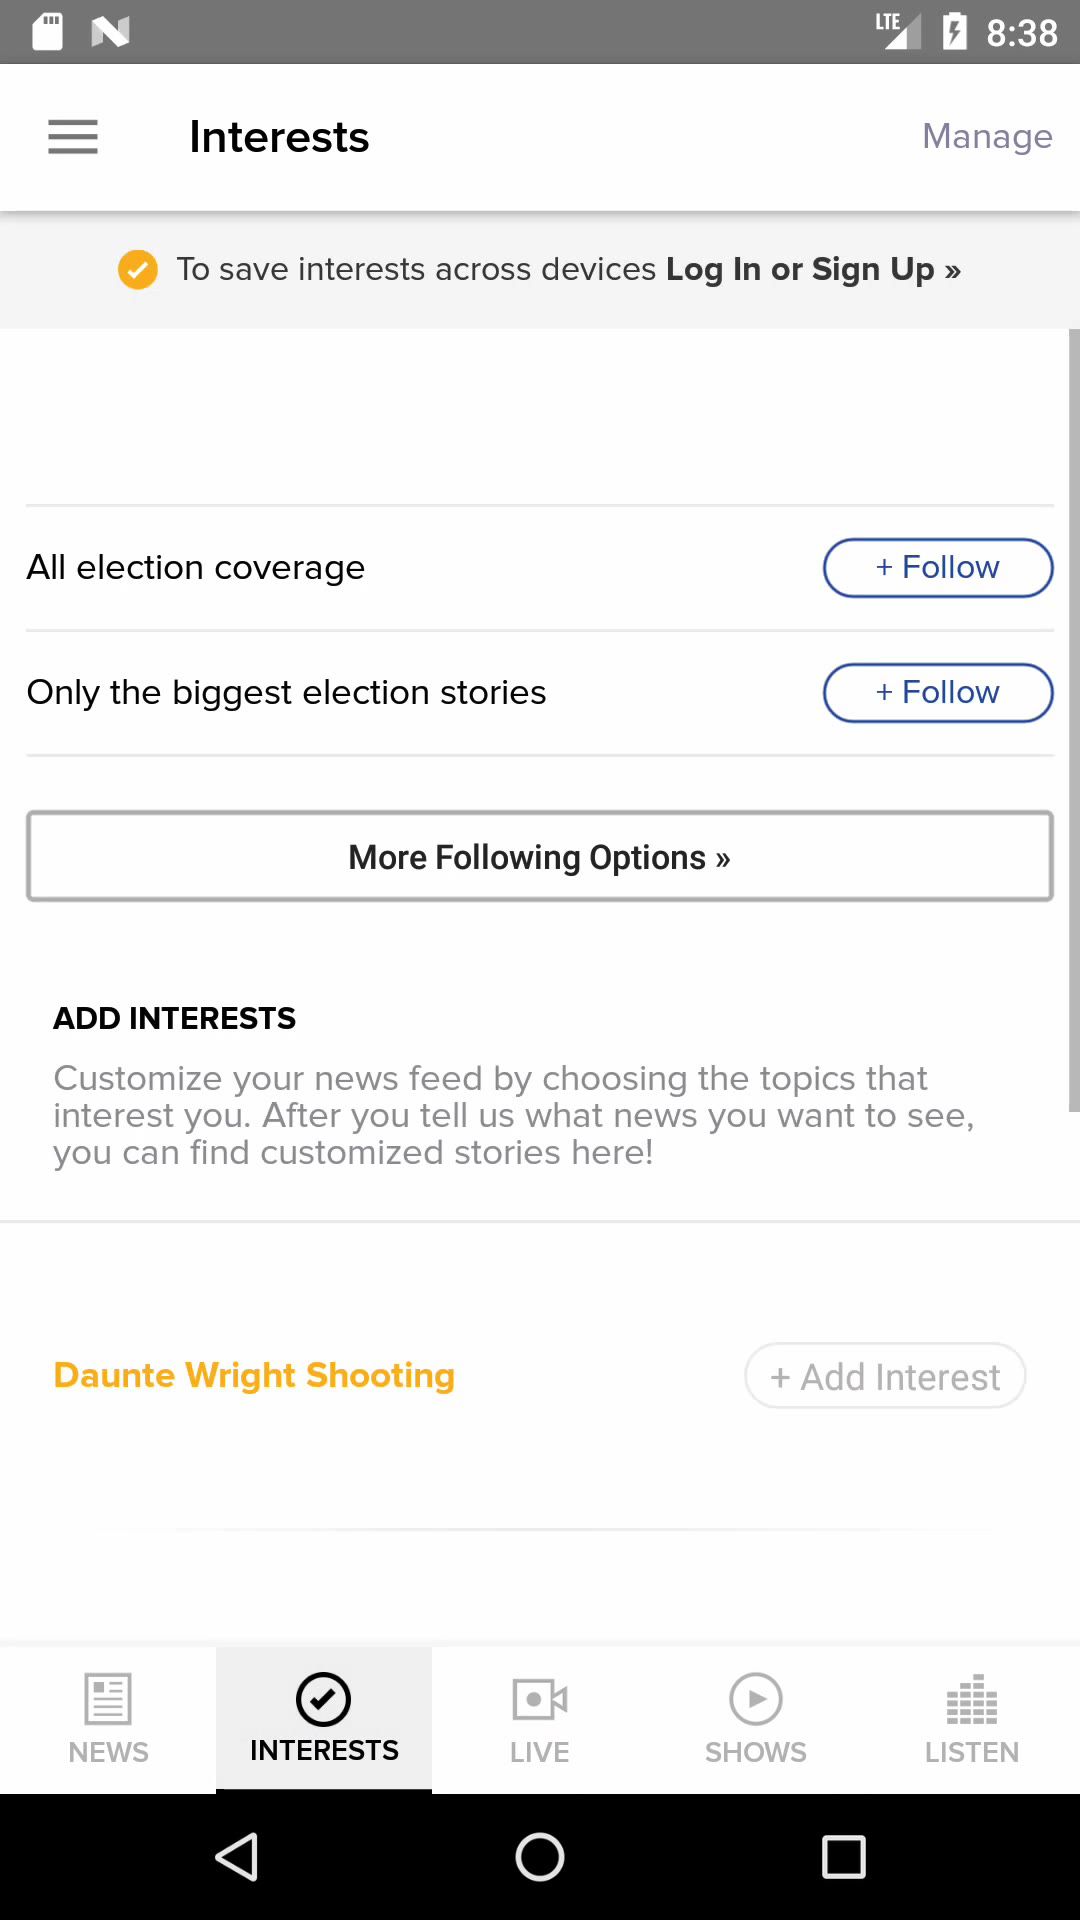 LTE 8:38
Interests Manage
To save interests across devices Log In or Sign Up »
All election coverage + Follow
Only the biggest election stories + Follow
More Following Options »
ADD INTERESTS
Customize your news feed by choosing the topics that
interest you. After you tell us what news you want to see,
you can find customized stories here!
Daunte Wright Shooting + Add Interest
NEWS INTERESTS LIVE SHOWS LISTEN